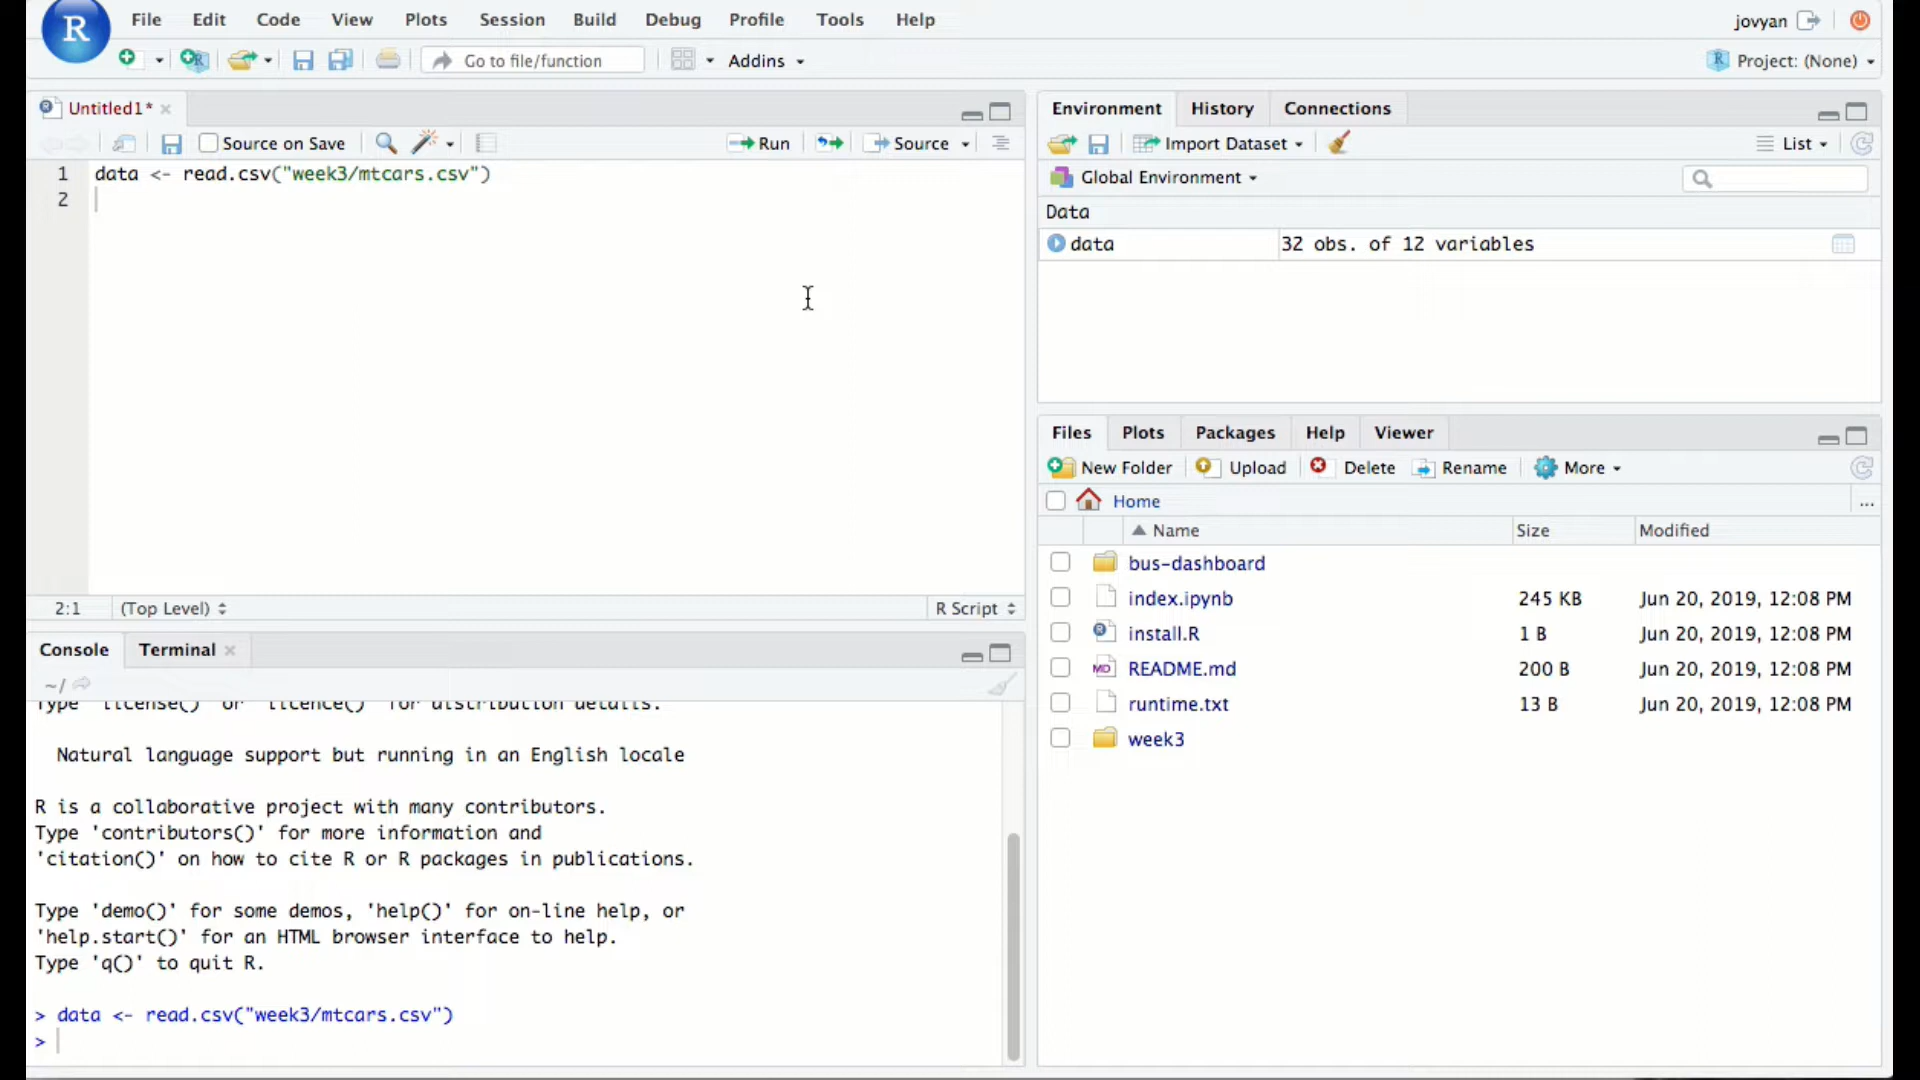 R
File Edit Code View Plots Session Build Debug Profile Tools Help
jovyan
Go to file/function
Addins
Project: (None)
Untitled1*
Source on Save
Run
Source
1 data <- read.csv("week3/mtcars.csv")
2
2:1 (Top Level) R Script
Console Terminal
~/
Type 'license()' or 'licence()' for distribution details.
Natural language support but running in an English locale
R is a collaborative project with many contributors.
Type 'contributors()' for more information and
'citation()' on how to cite R or R packages in publications.
Type 'demo()' for some demos, 'help()' for on-line help, or
'help.start()' for an HTML browser interface to help.
Type 'q()' to quit R.
> data <- read.csv("week3/mtcars.csv")
>
Environment History Connections
Import Dataset
List
Global Environment
Data
data 32 obs. of 12 variables
Files Plots Packages Help Viewer
New Folder Upload Delete Rename More
Home ...
Name Size Modified
bus-dashboard
index.ipynb 245 KB Jun 20, 2019, 12:08 PM
install.R 1 B Jun 20, 2019, 12:08 PM
README.md 200 B Jun 20, 2019, 12:08 PM
runtime.txt 13 B Jun 20, 2019, 12:08 PM
week3